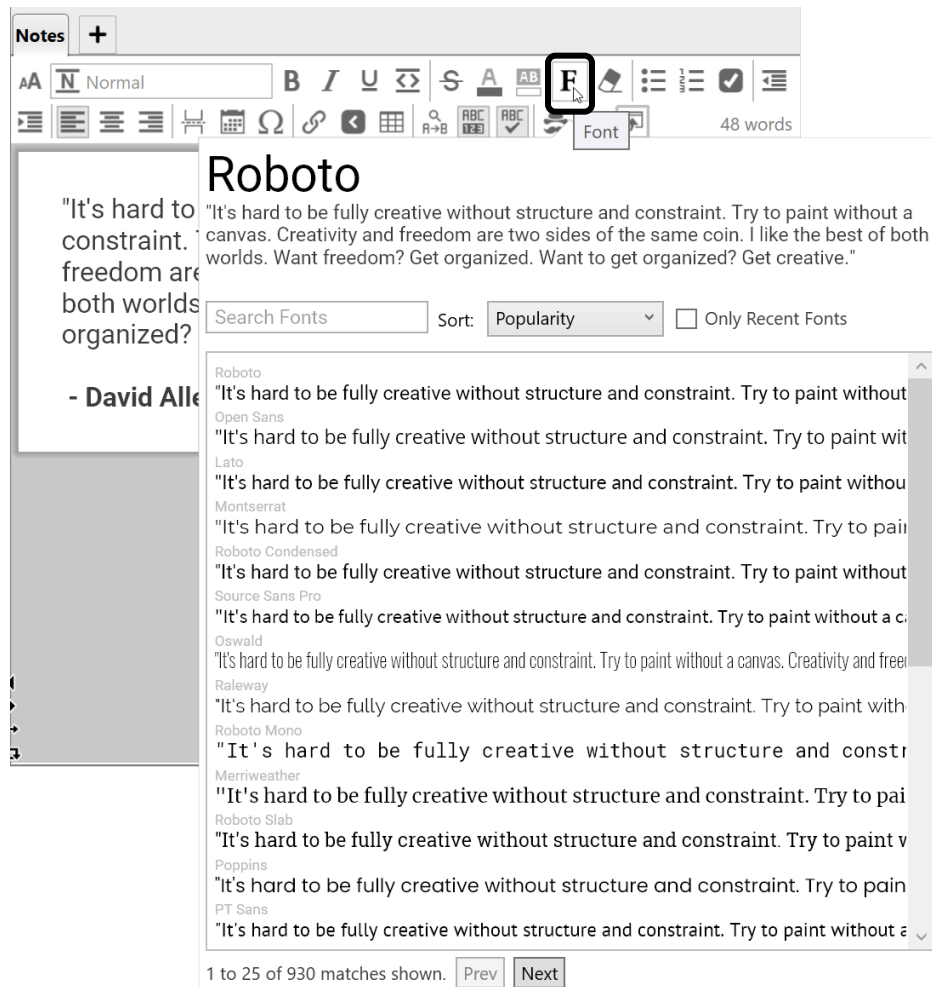 Notes +
AA N Normal B I U <> S A AB F
Ω A→B ABC 123 ABC 48 words
Font
"It's hard to
constraint.
freedom are
both worlds
organized?
- David Alle
Roboto
"It's hard to be fully creative without structure and constraint. Try to paint without a
canvas. Creativity and freedom are two sides of the same coin. I like the best of both
worlds. Want freedom? Get organized. Want to get organized? Get creative."
Search Fonts Sort: Popularity Only Recent Fonts
Roboto
"It's hard to be fully creative without structure and constraint. Try to paint without
Open Sans
"It's hard to be fully creative without structure and constraint. Try to paint wit
Lato
"It's hard to be fully creative without structure and constraint. Try to paint withou
Montserrat
"It's hard to be fully creative without structure and constraint. Try to pair
Roboto Condensed
"It's hard to be fully creative without structure and constraint. Try to paint without
Source Sans Pro
"It's hard to be fully creative without structure and constraint. Try to paint without a ca
Oswald
"It's hard to be fully creative without structure and constraint. Try to paint without a canvas. Creativity and free
Raleway
"It's hard to be fully creative without structure and constraint. Try to paint with
Roboto Mono
"It's hard to be fully creative without structure and constr
Merriweather
"It's hard to be fully creative without structure and constraint. Try to pai
Roboto Slab
"It's hard to be fully creative without structure and constraint. Try to paint w
Poppins
"It's hard to be fully creative without structure and constraint. Try to pain
PT Sans
"It's hard to be fully creative without structure and constraint. Try to paint without a
1 to 25 of 930 matches shown. Prev Next